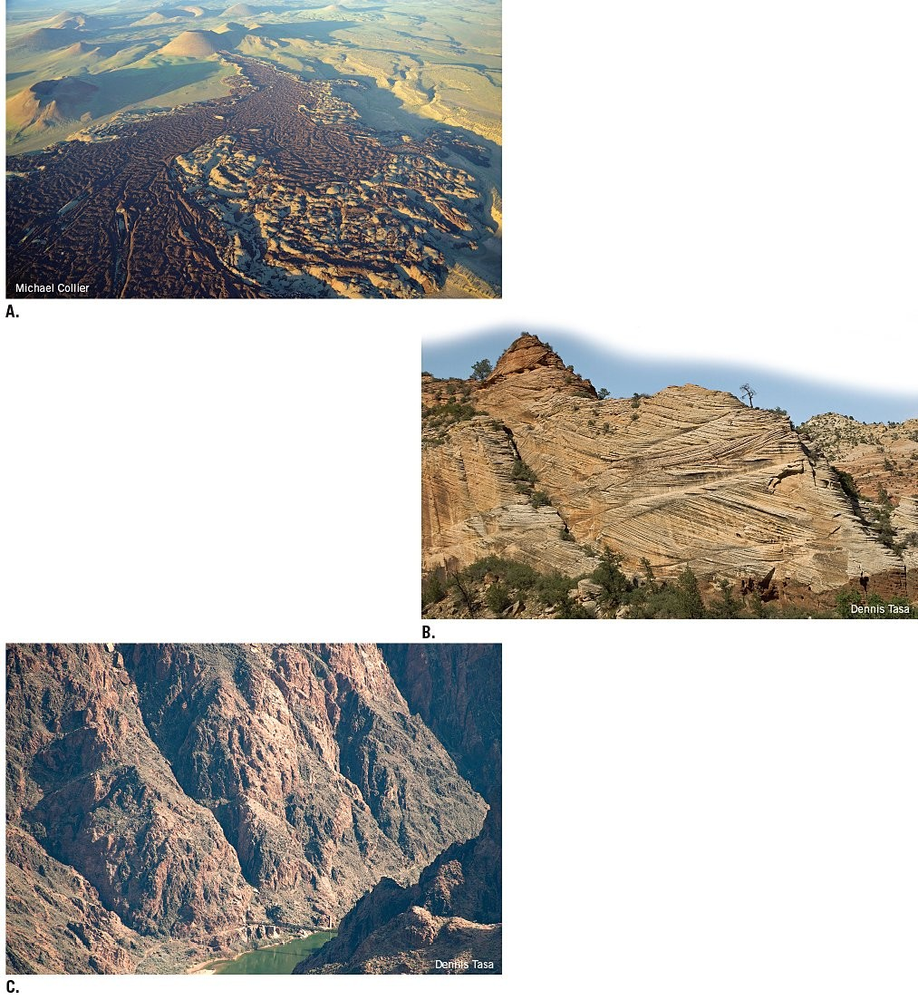 Michael Collier
A.
Dennis Tasa
B.
Dennis Tasa
C.